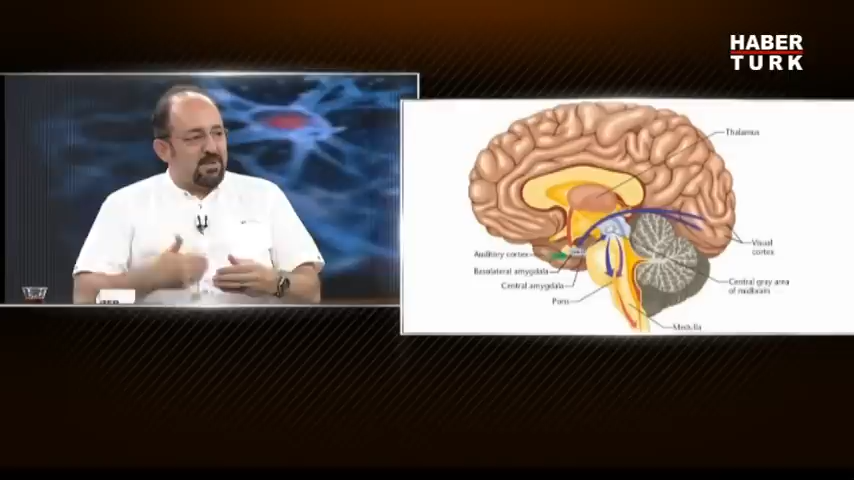 HABER
TURK
Thalamus
Auditory cortex
Basolateral amygdala
Central amygdala
Pons
Visual
cortex
Central gray area
of midbrain
Medulla